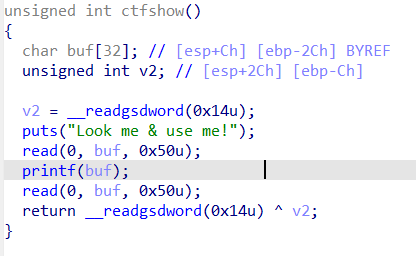 unsigned int ctfshow()
{
  char buf[32]; // [esp+Ch] [ebp-2Ch] BYREF
  unsigned int v2; // [esp+2Ch] [ebp-Ch]

  v2 = __readgsdword(0x14u);
  puts("Look me & use me!");
  read(0, buf, 0x50u);
  printf(buf);
  read(0, buf, 0x50u);
  return __readgsdword(0x14u) ^ v2;
}